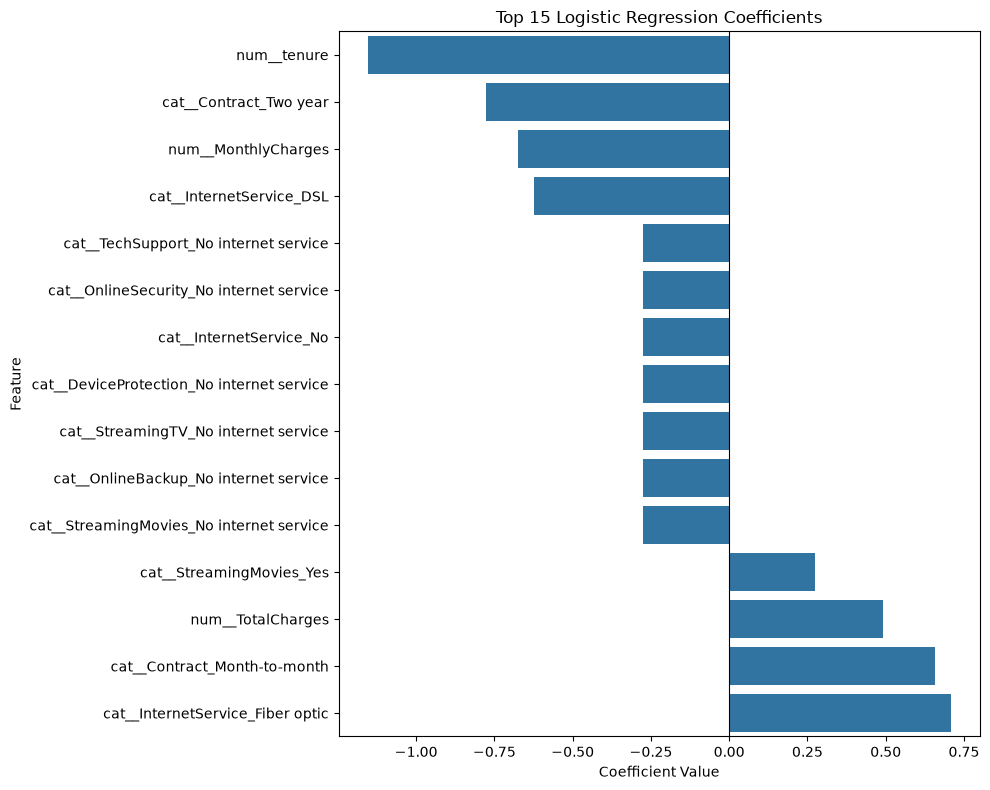 Top 15 Logistic Regression Coefficients
num__tenure
cat__Contract_Two year
num__MonthlyCharges
cat__InternetService_DSL
cat__TechSupport_No internet service
cat__OnlineSecurity_No internet service
cat__InternetService_No
cat__DeviceProtection_No internet service
cat__StreamingTV_No internet service
cat__OnlineBackup_No internet service
cat__StreamingMovies_No internet service
cat__StreamingMovies_Yes
num__TotalCharges
cat__Contract_Month-to-month
cat__InternetService_Fiber optic
Feature
−1.00 −0.75 −0.50 −0.25 0.00 0.25 0.50 0.75
Coefficient Value